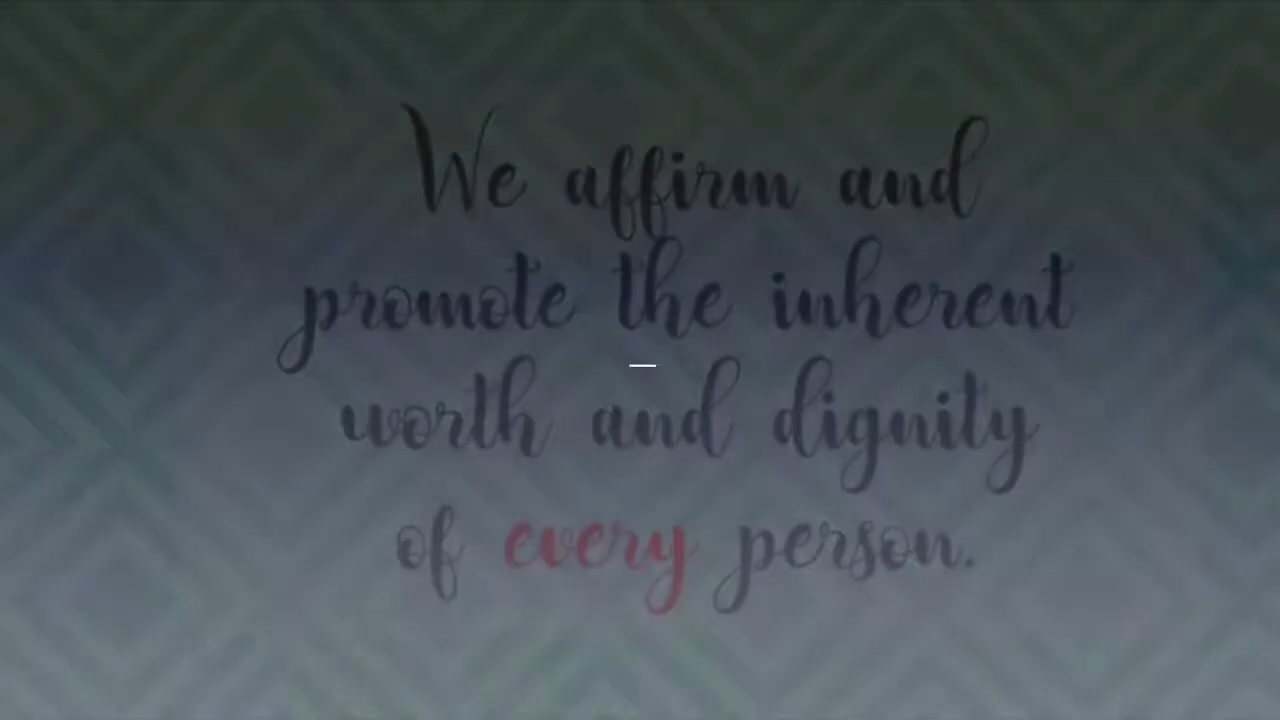 We affirm and
promote the inherent
worth and dignity
of every person.